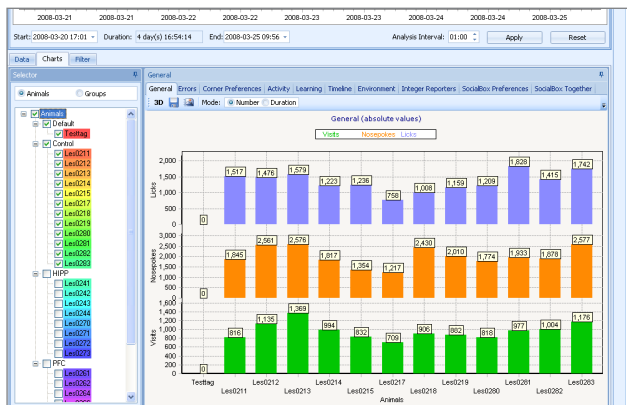 2008-03-21 2008-03-21 2008-03-22 2008-03-22 2008-03-23 2008-03-23 2008-03-24 2008-03-24 2008-03-25
Start: 2008-03-20 17:01 Duration: 4 day(s) 16:54:14 End: 2008-03-25 09:56 Analysis Interval: 01:00 Apply Reset
Data Charts Filter
Selector General
Animals Groups
General Errors Corner Preferences Activity Learning Timeline Environment Integer Reporters SocialBox Preferences SocialBox Together
3D Mode: Number Duration
General (absolute values)
Visits Nosepokes Licks
Animals
Default
Testtag
Control
Les0211
Les0212
Les0213
Les0214
Les0215
Les0217
Les0218
Les0219
Les0280
Les0281
Les0282
Les0283
HIPP
Les0241
Les0242
Les0243
Les0244
Les0270
Les0271
Les0272
Les0273
PFC
Les0261
Les0262
Les0264
Licks
2,000
1,500
1,000
500
0
0 1,517 1,476 1,579 1,223 1,236 758 1,008 1,159 1,209 1,828 1,415 1,742
Nosepokes
3,000
2,500
2,000
1,500
1,000
500
0
0 1,845 2,561 2,576 1,817 1,354 1,217 2,430 2,010 1,774 1,933 1,878 2,577
Visits
1,600
1,400
1,200
1,000
800
600
400
200
0
0 816 1,135 1,369 994 832 709 906 882 818 977 1,004 1,176
Testtag Les0212 Les0214 Les0217 Les0219 Les0281 Les0283
Les0211 Les0213 Les0215 Les0218 Les0280 Les0282
Animals